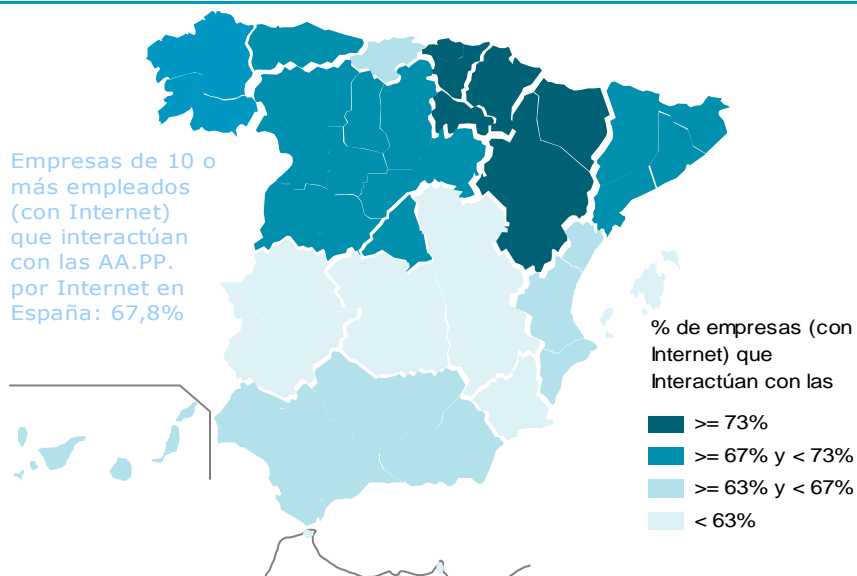 Empresas de 10 o
más empleados
(con Internet)
que interactúan
con las AA.PP.
por Internet en
España: 67,8%
% de empresas (con
Internet) que
Interactúan con las
>= 73%
>= 67% y < 73%
>= 63% y < 67%
< 63%